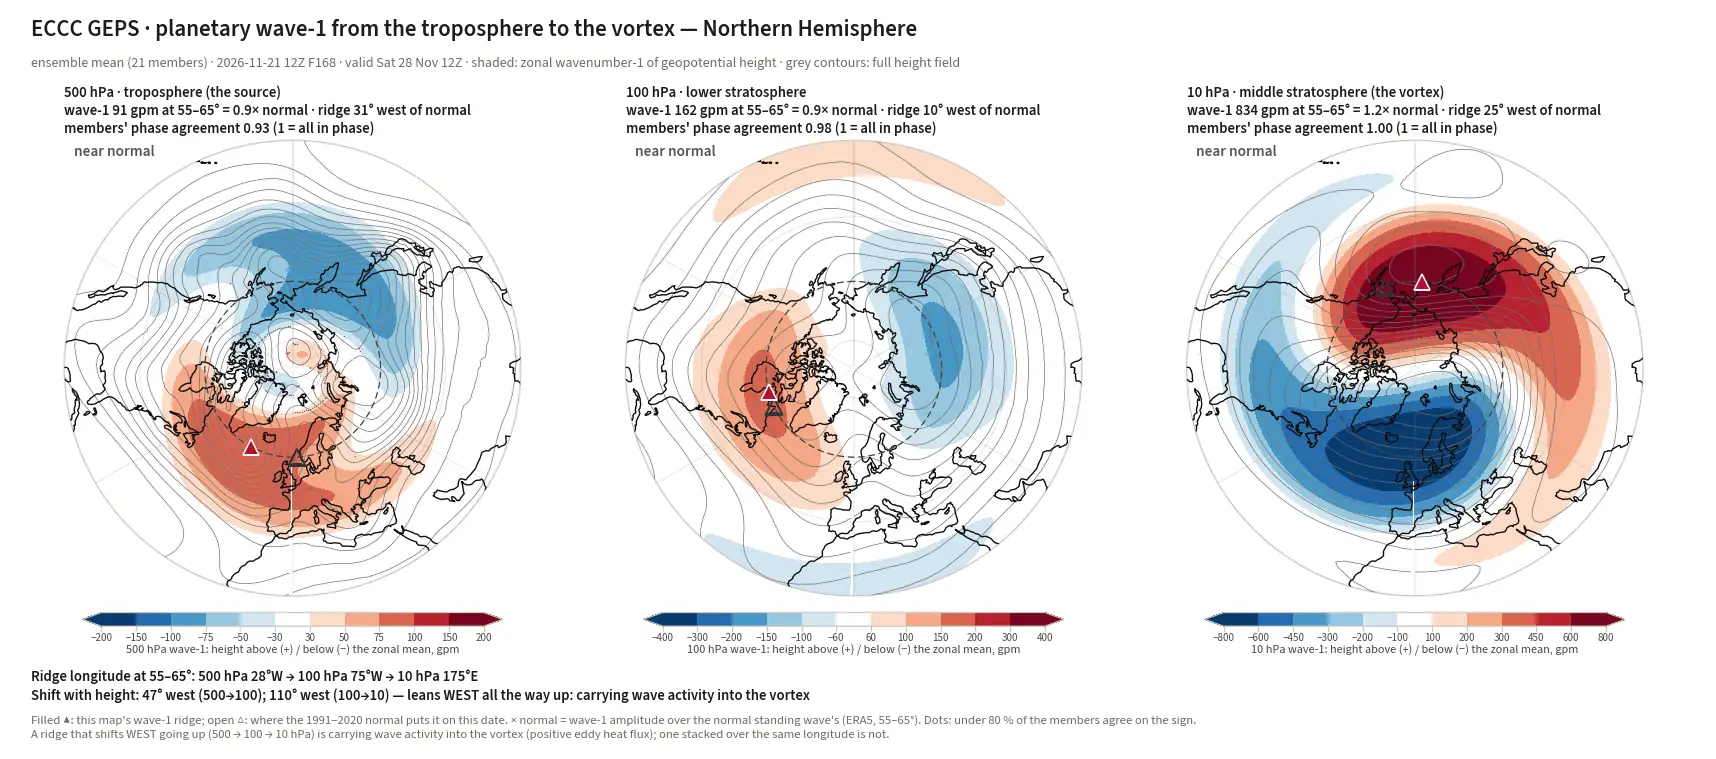 ECCC GEPS · planetary wave-1 from the troposphere to the vortex — Northern Hemisphere
ensemble mean (21 members) · 2026-11-21 12Z F168 · valid Sat 28 Nov 12Z · shaded: zonal wavenumber-1 of geopotential height · grey contours: full height field
500 hPa · troposphere (the source)
wave-1 91 gpm at 55–65° = 0.9× normal · ridge 31° west of normal
members' phase agreement 0.93 (1 = all in phase)
near normal
100 hPa · lower stratosphere
wave-1 162 gpm at 55–65° = 0.9× normal · ridge 10° west of normal
members' phase agreement 0.98 (1 = all in phase)
near normal
10 hPa · middle stratosphere (the vortex)
wave-1 834 gpm at 55–65° = 1.2× normal · ridge 25° west of normal
members' phase agreement 1.00 (1 = all in phase)
near normal
−200 −150 −100 −75 −50 −30 30 50 75 100 150 200
500 hPa wave-1: height above (+) / below (−) the zonal mean, gpm
−400 −300 −200 −150 −100 −60 60 100 150 200 300 400
100 hPa wave-1: height above (+) / below (−) the zonal mean, gpm
−800 −600 −450 −300 −200 −100 100 200 300 450 600 800
10 hPa wave-1: height above (+) / below (−) the zonal mean, gpm
Ridge longitude at 55–65°: 500 hPa 28°W → 100 hPa 75°W → 10 hPa 175°E
Shift with height: 47° west (500→100); 110° west (100→10) — leans WEST all the way up: carrying wave activity into the vortex
Filled ▲: this map's wave-1 ridge; open △: where the 1991–2020 normal puts it on this date. × normal = wave-1 amplitude over the normal standing wave's (ERA5, 55–65°). Dots: under 80 % of the members agree on the sign.
A ridge that shifts WEST going up (500 → 100 → 10 hPa) is carrying wave activity into the vortex (positive eddy heat flux); one stacked over the same longitude is not.